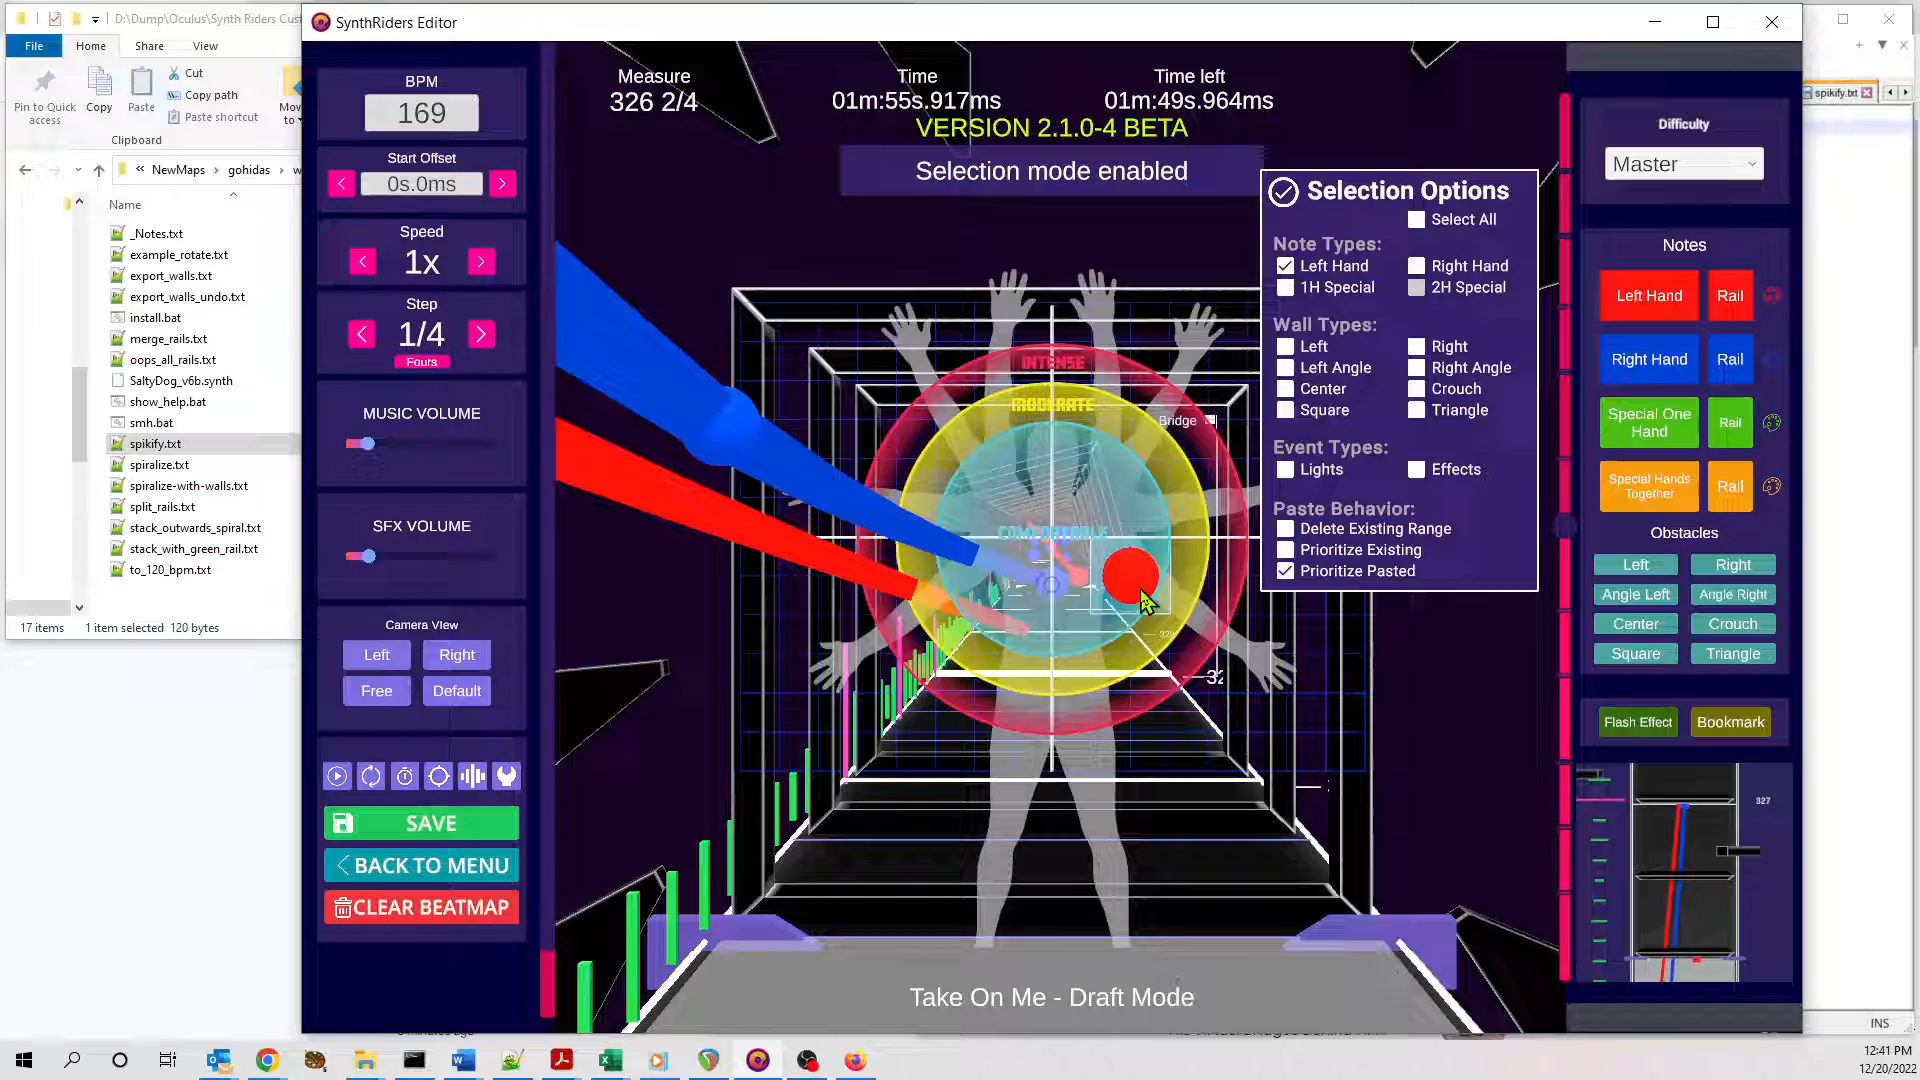 D:\Dump\Oculus\Synth Riders Cust
File
Home
Share
View
Pin to Quick access
Copy
Paste
Cut
Copy path
Paste shortcut
Move to
Clipboard
« NewMaps > gohidas > w
Name
_Notes.txt
example_rotate.txt
export_walls.txt
export_walls_undo.txt
install.bat
merge_rails.txt
oops_all_rails.txt
SaltyDog_v6b.synth
show_help.bat
smh.bat
spikify.txt
spiralize.txt
spiralize-with-walls.txt
split_rails.txt
stack_outwards_spiral.txt
stack_with_green_rail.txt
to_120_bpm.txt
17 items
1 item selected 120 bytes
SynthRiders Editor
BPM
169
Start Offset
0s.0ms
Speed
1x
Step
1/4
Fours
MUSIC VOLUME
SFX VOLUME
Camera View
Left
Right
Free
Default
SAVE
BACK TO MENU
CLEAR BEATMAP
Measure
326 2/4
Time
01m:55s.917ms
Time left
01m:49s.964ms
VERSION 2.1.0-4 BETA
Selection mode enabled
INTENSE
MODERATE
COMFORTABLE
Bridge
Take On Me - Draft Mode
Selection Options
Select All
Note Types:
Left Hand
Right Hand
1H Special
2H Special
Wall Types:
Left
Right
Left Angle
Right Angle
Center
Crouch
Square
Triangle
Event Types:
Lights
Effects
Paste Behavior:
Delete Existing Range
Prioritize Existing
Prioritize Pasted
spikify.txt
Difficulty
Master
Notes
Left Hand
Rail
Right Hand
Rail
Special One Hand
Rail
Special Hands Together
Rail
Obstacles
Left
Right
Angle Left
Angle Right
Center
Crouch
Square
Triangle
Flash Effect
Bookmark
327
INS
12:41 PM
12/20/2022